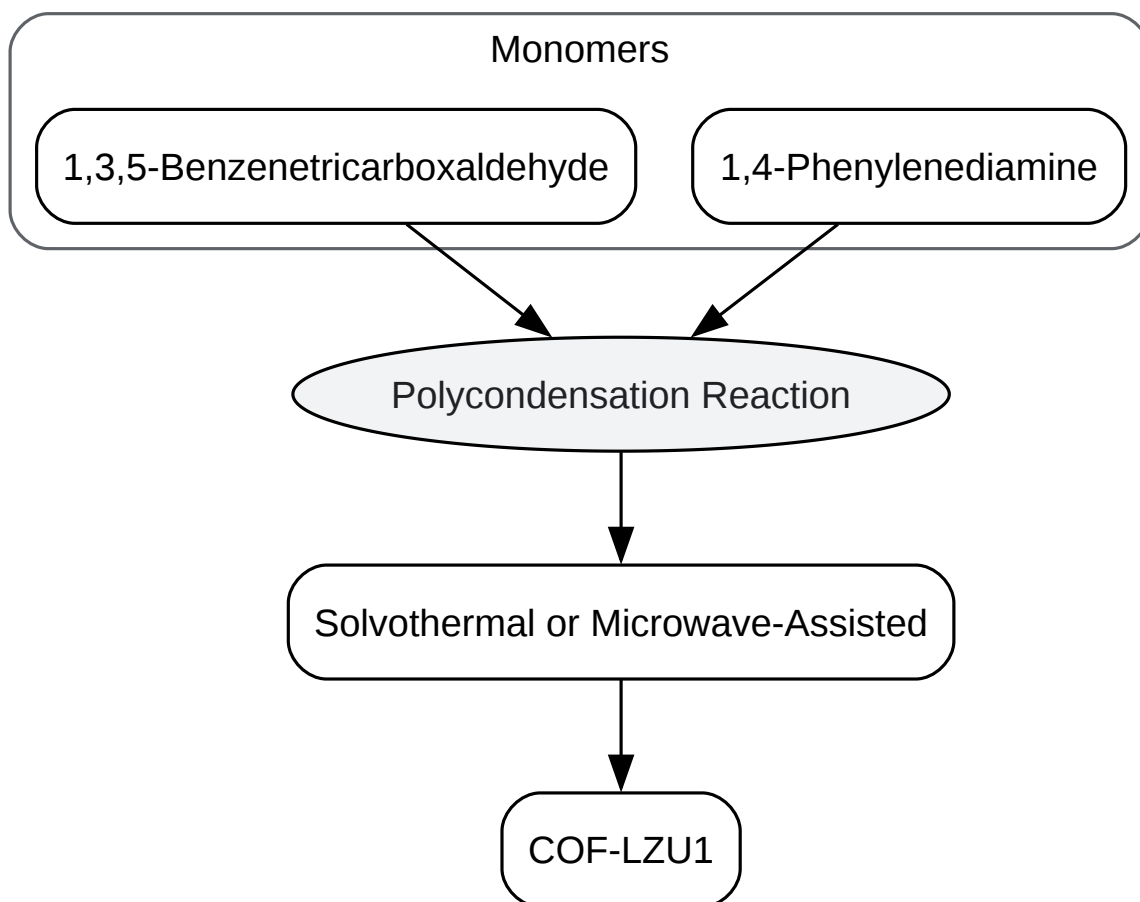 Monomers
1,3,5-Benzenetricarboxaldehyde
1,4-Phenylenediamine
Polycondensation Reaction
Solvothermal or Microwave-Assisted
COF-LZU1